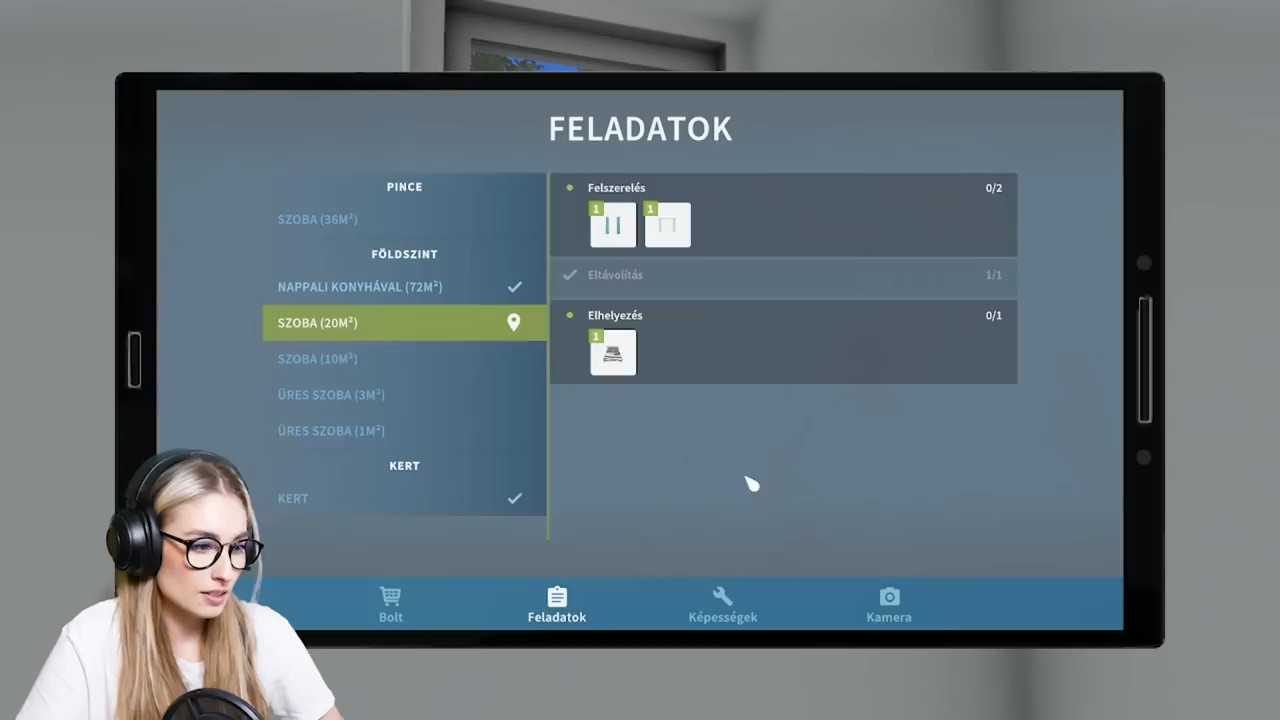 FELADATOK
PINCE
SZOBA (36M²)
FÖLDSZINT
NAPPALI KONYHÁVAL (72M²)
SZOBA (20M²)
SZOBA (10M²)
ÜRES SZOBA (3M²)
ÜRES SZOBA (1M²)
KERT
KERT
Felszerelés 0/2
1 1
Eltávolítás 1/1
Elhelyezés 0/1
1
Bolt Feladatok Képességek Kamera